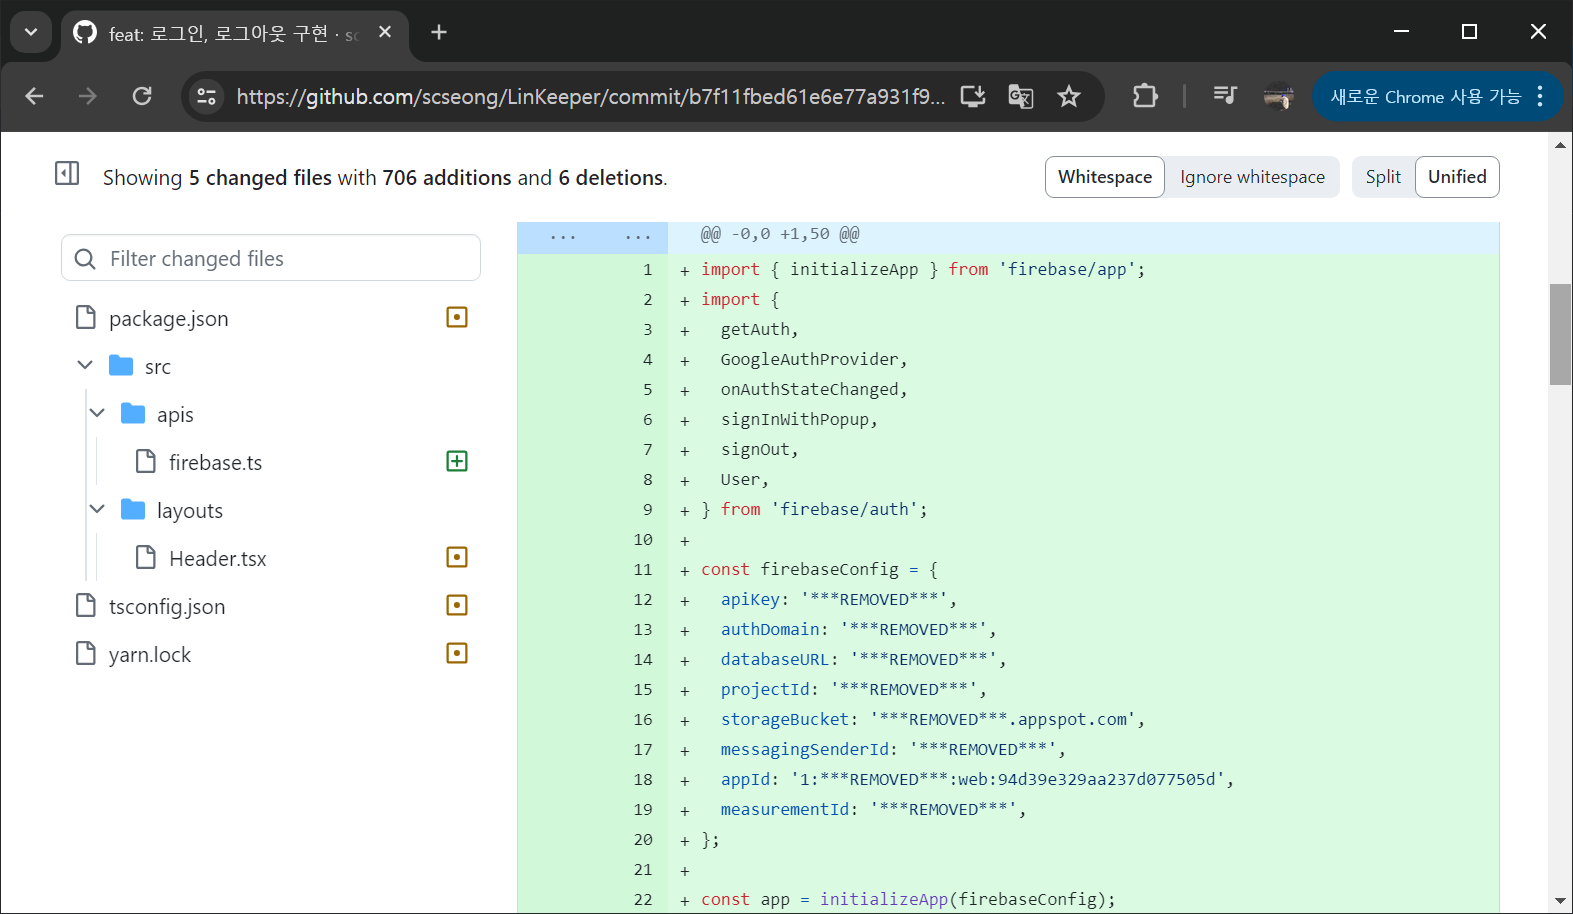 feat: 로그인, 로그아웃 구현 · sc
https://github.com/scseong/LinKeeper/commit/b7f11fbed61e6e77a931f9...
새로운 Chrome 사용 가능
Showing 5 changed files with 706 additions and 6 deletions.
Whitespace
Ignore whitespace
Split
Unified
Filter changed files
package.json
src
apis
firebase.ts
layouts
Header.tsx
tsconfig.json
yarn.lock
... ... @@ -0,0 +1,50 @@
1 + import { initializeApp } from 'firebase/app';
2 + import {
3 + getAuth,
4 + GoogleAuthProvider,
5 + onAuthStateChanged,
6 + signInWithPopup,
7 + signOut,
8 + User,
9 + } from 'firebase/auth';
10 +
11 + const firebaseConfig = {
12 + apiKey: '***REMOVED***',
13 + authDomain: '***REMOVED***',
14 + databaseURL: '***REMOVED***',
15 + projectId: '***REMOVED***',
16 + storageBucket: '***REMOVED***.appspot.com',
17 + messagingSenderId: '***REMOVED***',
18 + appId: '1:***REMOVED***:web:94d39e329aa237d077505d',
19 + measurementId: '***REMOVED***',
20 + };
21 +
22 + const app = initializeApp(firebaseConfig);